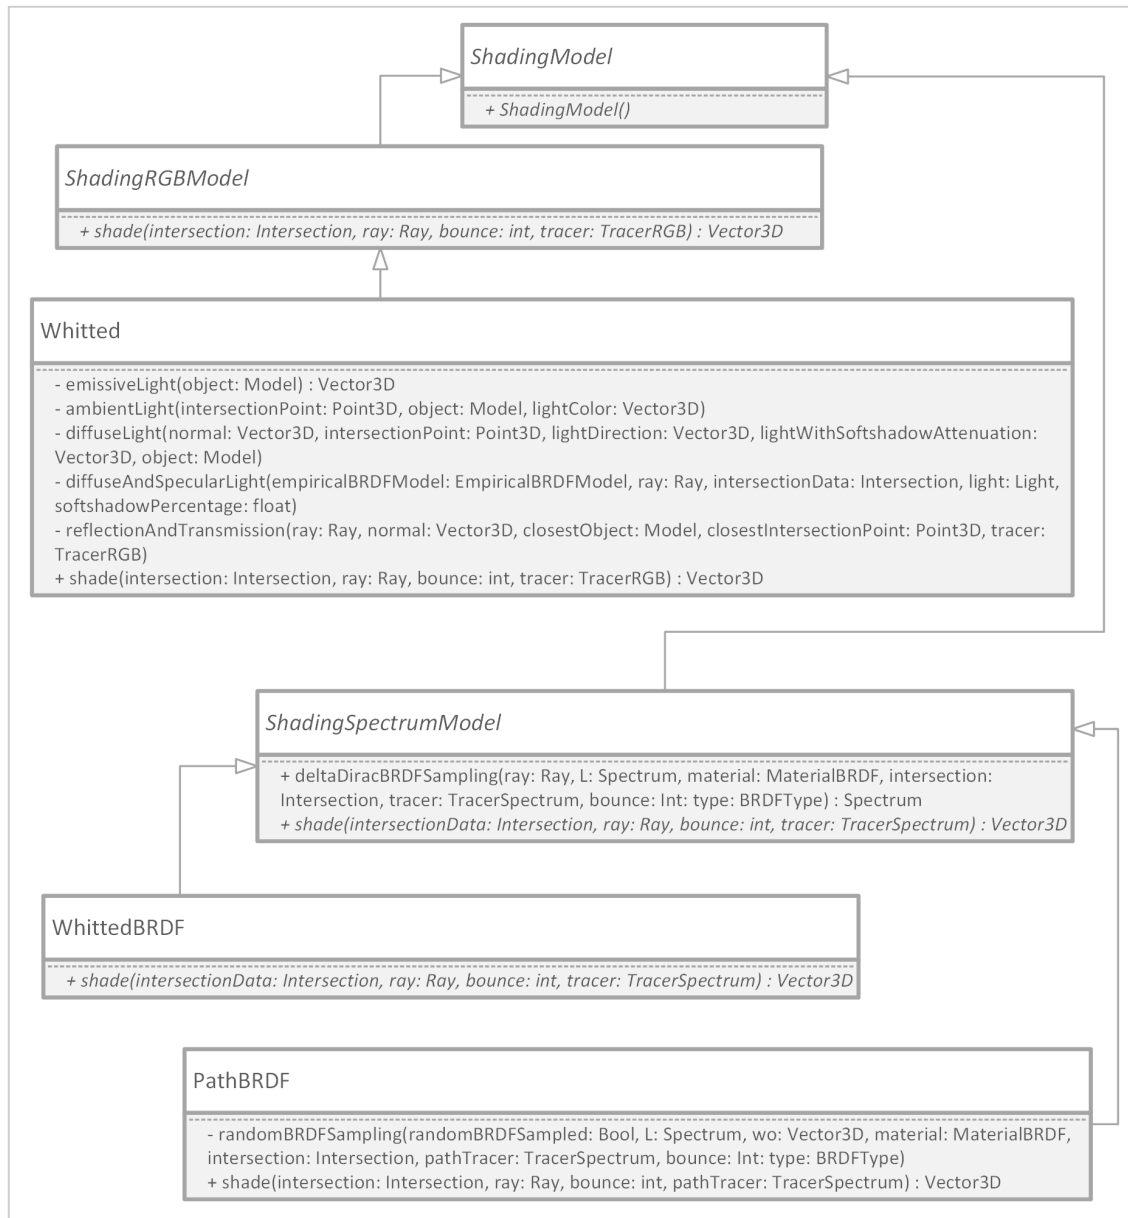 ShadingModel
+ ShadingModel()
ShadingRGBModel
+ shade(intersection: Intersection, ray: Ray, bounce: int, tracer: TracerRGB) : Vector3D
Whitted
- emissiveLight(object: Model) : Vector3D
- ambientLight(intersectionPoint: Point3D, object: Model, lightColor: Vector3D)
- diffuseLight(normal: Vector3D, intersectionPoint: Point3D, lightDirection: Vector3D, lightWithSoftshadowAttenuation:
Vector3D, object: Model)
- diffuseAndSpecularLight(empiricalBRDFModel: EmpiricalBRDFModel, ray: Ray, intersectionData: Intersection, light: Light,
softshadowPercentage: float)
- reflectionAndTransmission(ray: Ray, normal: Vector3D, closestObject: Model, closestIntersectionPoint: Point3D, tracer:
TracerRGB)
+ shade(intersection: Intersection, ray: Ray, bounce: int, tracer: TracerRGB) : Vector3D
ShadingSpectrumModel
+ deltaDiracBRDFSampling(ray: Ray, L: Spectrum, material: MaterialBRDF, intersection:
Intersection, tracer: TracerSpectrum, bounce: Int: type: BRDFType) : Spectrum
+ shade(intersectionData: Intersection, ray: Ray, bounce: int, tracer: TracerSpectrum) : Vector3D
WhittedBRDF
+ shade(intersectionData: Intersection, ray: Ray, bounce: int, tracer: TracerSpectrum) : Vector3D
PathBRDF
- randomBRDFSampling(randomBRDFSampled: Bool, L: Spectrum, wo: Vector3D, material: MaterialBRDF,
intersection: Intersection, pathTracer: TracerSpectrum, bounce: Int: type: BRDFType)
+ shade(intersection: Intersection, ray: Ray, bounce: int, pathTracer: TracerSpectrum) : Vector3D